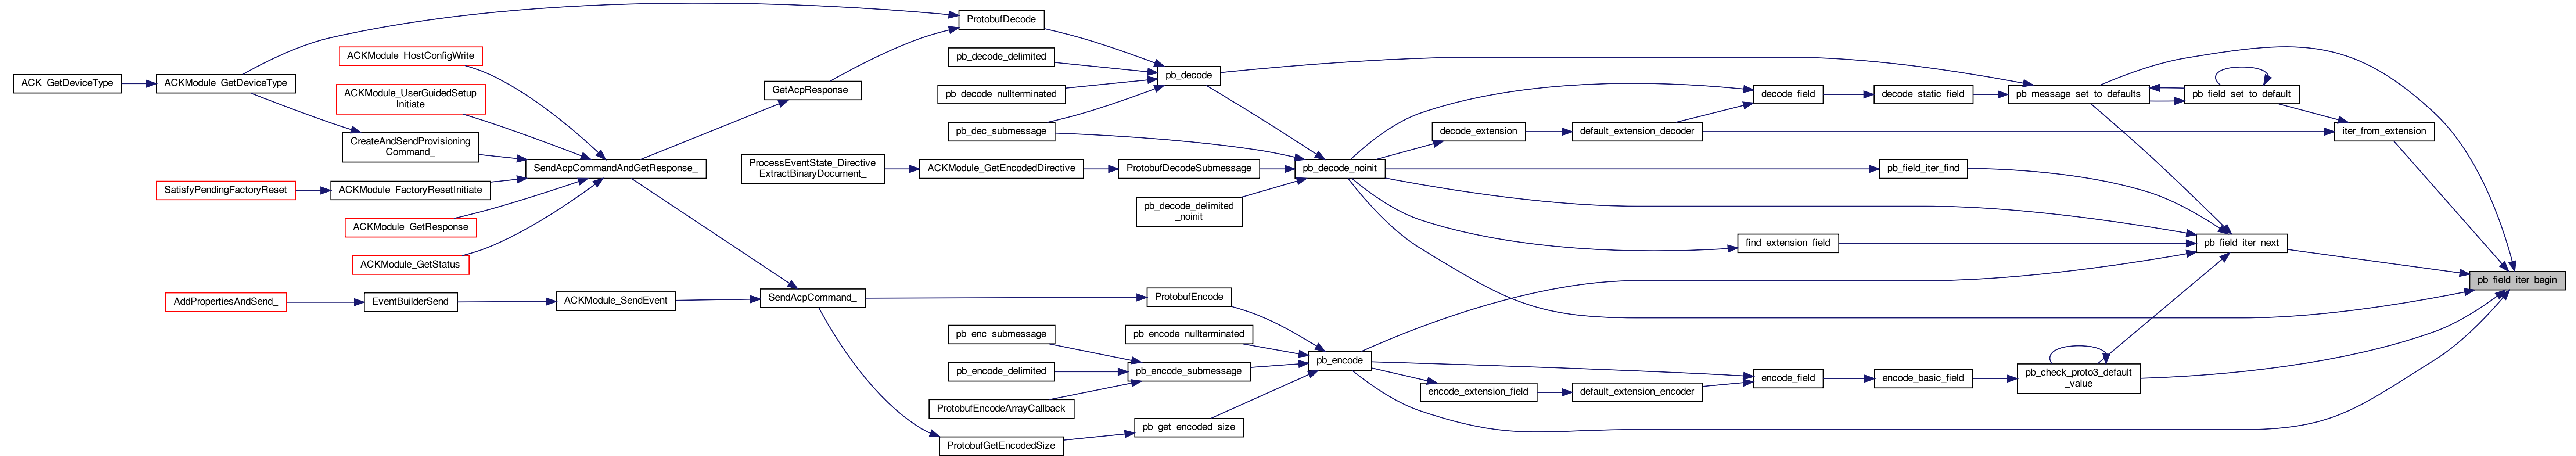 ProtobufDecode
ACKModule_HostConfigWrite
pb_decode_delimited
ACK_GetDeviceType
ACKModule_GetDeviceType
pb_decode
GetAcpResponse_
ACKModule_UserGuidedSetup
Initiate
pb_decode_nullterminated
decode_field
decode_static_field
pb_message_set_to_defaults
pb_field_set_to_default
pb_dec_submessage
decode_extension
default_extension_decoder
iter_from_extension
CreateAndSendProvisioning
Command_
SendAcpCommandAndGetResponse_
ProcessEventState_Directive
ExtractBinaryDocument_
ACKModule_GetEncodedDirective
ProtobufDecodeSubmessage
pb_decode_noinit
pb_field_iter_find
SatisfyPendingFactoryReset
ACKModule_FactoryResetInitiate
pb_decode_delimited
_noinit
ACKModule_GetResponse
find_extension_field
pb_field_iter_next
ACKModule_GetStatus
pb_field_iter_begin
AddPropertiesAndSend_
EventBuilderSend
ACKModule_SendEvent
SendAcpCommand_
ProtobufEncode
pb_enc_submessage
pb_encode_nullterminated
pb_encode
pb_encode_delimited
pb_encode_submessage
encode_field
encode_basic_field
pb_check_proto3_default
_value
encode_extension_field
default_extension_encoder
ProtobufEncodeArrayCallback
pb_get_encoded_size
ProtobufGetEncodedSize